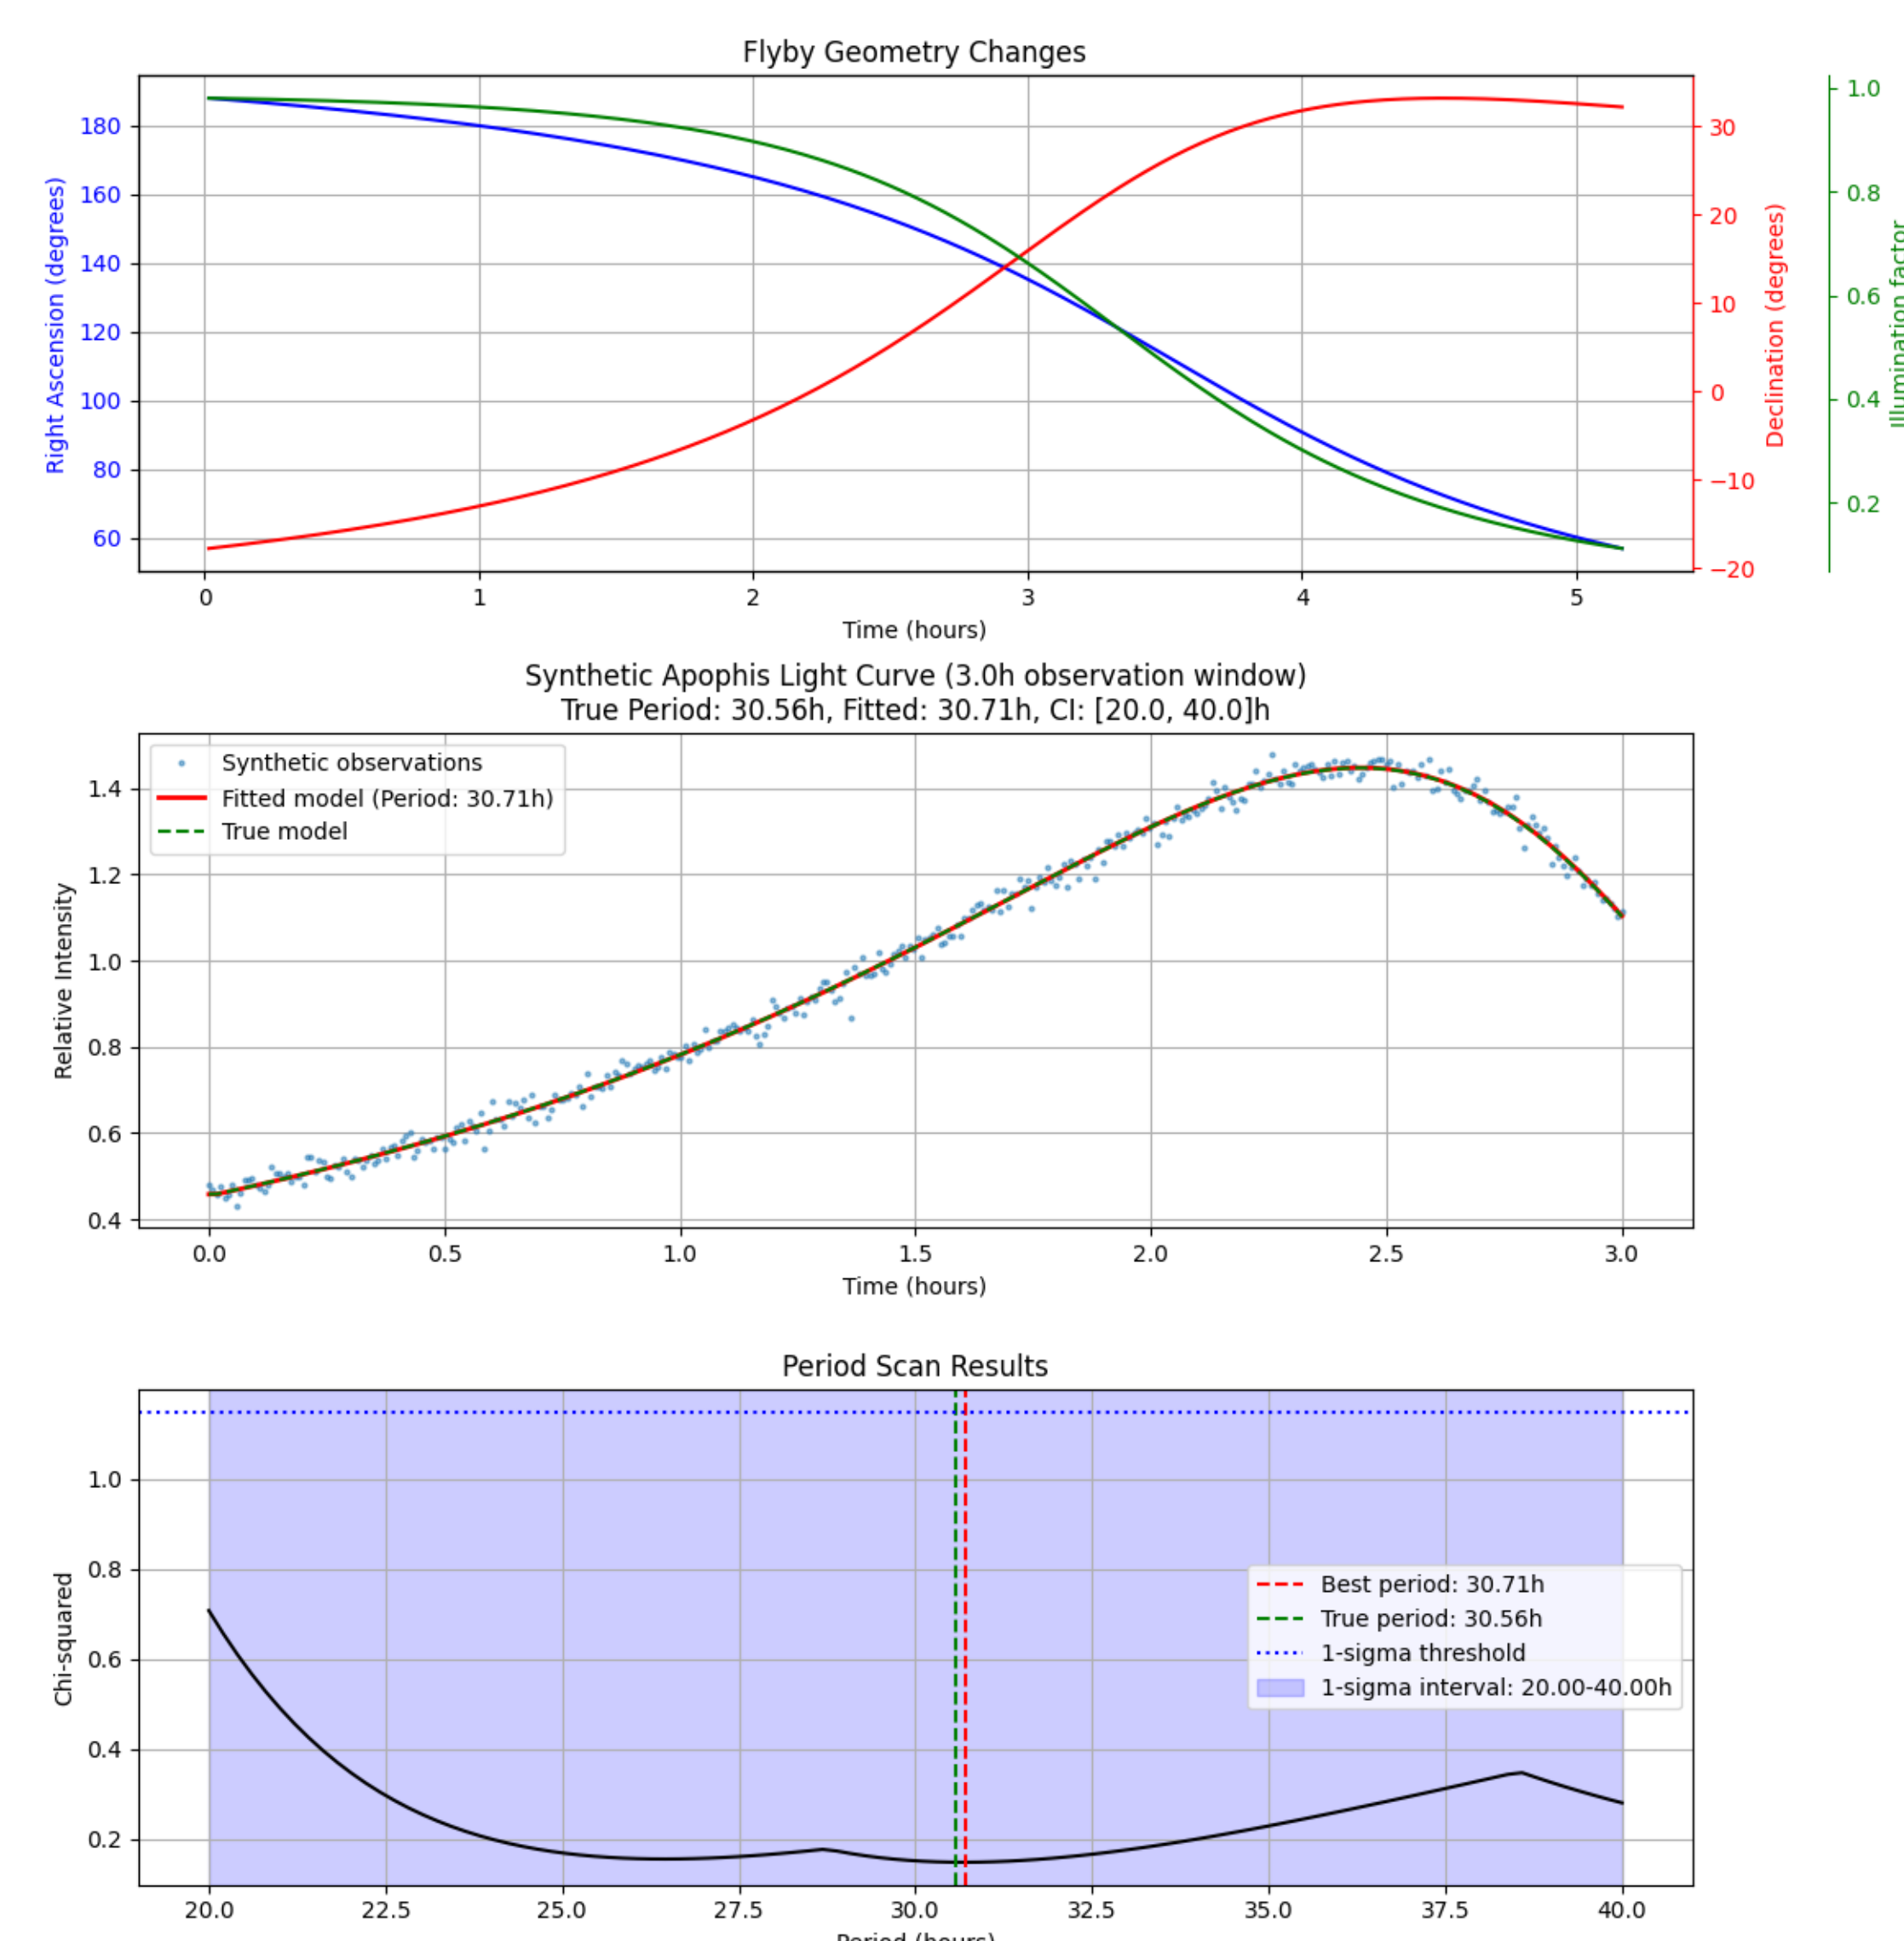 Flyby Geometry Changes
Right Ascension (degrees)
180
160
140
120
100
80
60
30
20
10
0
−10
−20
Declination (degrees)
1.0
0.8
0.6
0.4
0.2
Illumination factor
0 1 2 3 4 5
Time (hours)
Synthetic Apophis Light Curve (3.0h observation window)
True Period: 30.56h, Fitted: 30.71h, CI: [20.0, 40.0]h
Synthetic observations
Fitted model (Period: 30.71h)
True model
Relative Intensity
1.4
1.2
1.0
0.8
0.6
0.4
0.0 0.5 1.0 1.5 2.0 2.5 3.0
Time (hours)
Period Scan Results
Chi-squared
1.0
0.8
0.6
0.4
0.2
Best period: 30.71h
True period: 30.56h
1-sigma threshold
1-sigma interval: 20.00-40.00h
20.0 22.5 25.0 27.5 30.0 32.5 35.0 37.5 40.0
Period (hours)